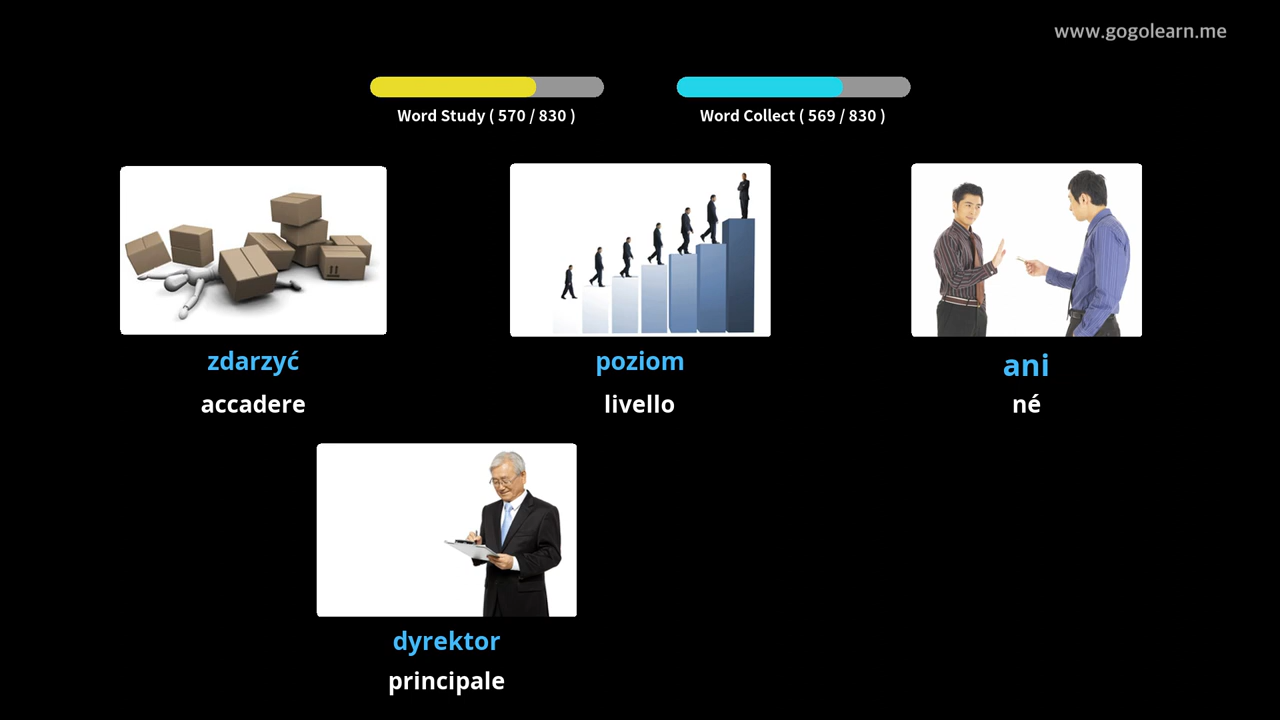 www.gogolearn.me
Word Study ( 570 / 830 )
Word Collect ( 569 / 830 )
zdarzyć
accadere
poziom
livello
ani
né
dyrektor
principale